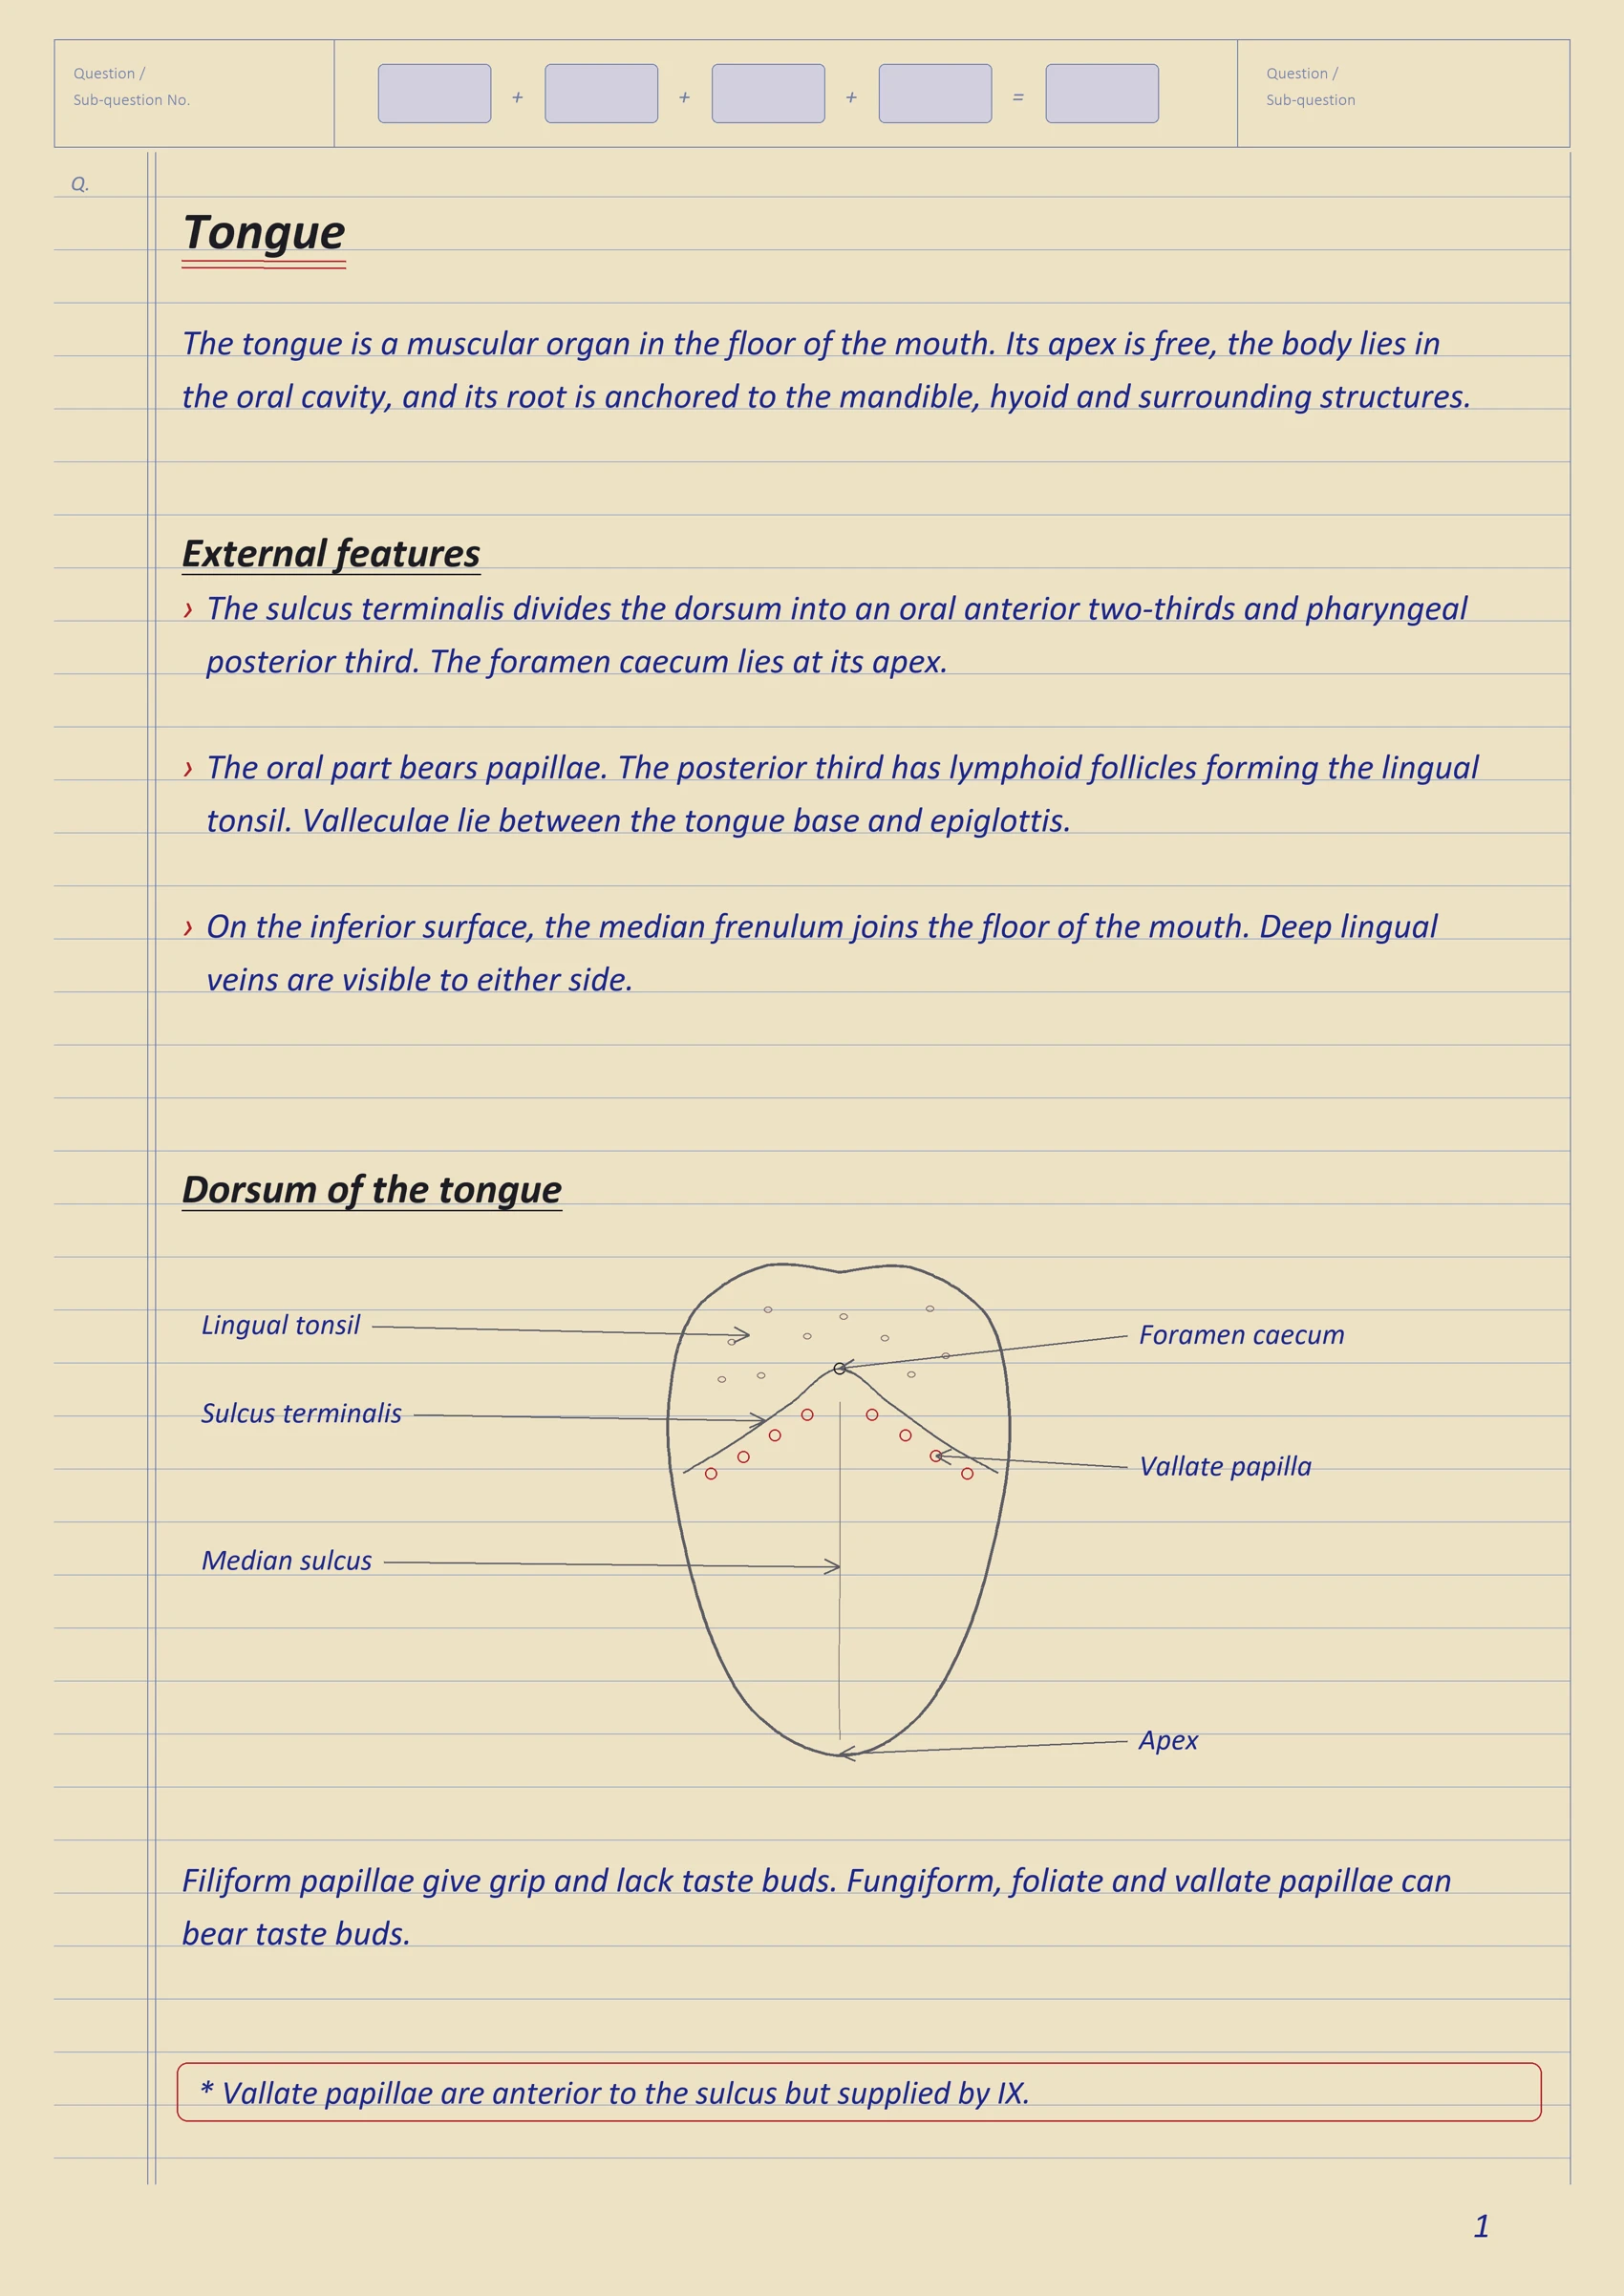 Question /
Sub-question No.
+ + + =
Question /
Sub-question
Q.
Tongue
The tongue is a muscular organ in the floor of the mouth. Its apex is free, the body lies in
the oral cavity, and its root is anchored to the mandible, hyoid and surrounding structures.
External features
› The sulcus terminalis divides the dorsum into an oral anterior two-thirds and pharyngeal
posterior third. The foramen caecum lies at its apex.
› The oral part bears papillae. The posterior third has lymphoid follicles forming the lingual
tonsil. Valleculae lie between the tongue base and epiglottis.
› On the inferior surface, the median frenulum joins the floor of the mouth. Deep lingual
veins are visible to either side.
Dorsum of the tongue
Lingual tonsil
Foramen caecum
Sulcus terminalis
Vallate papilla
Median sulcus
Apex
Filiform papillae give grip and lack taste buds. Fungiform, foliate and vallate papillae can
bear taste buds.
* Vallate papillae are anterior to the sulcus but supplied by IX.
1